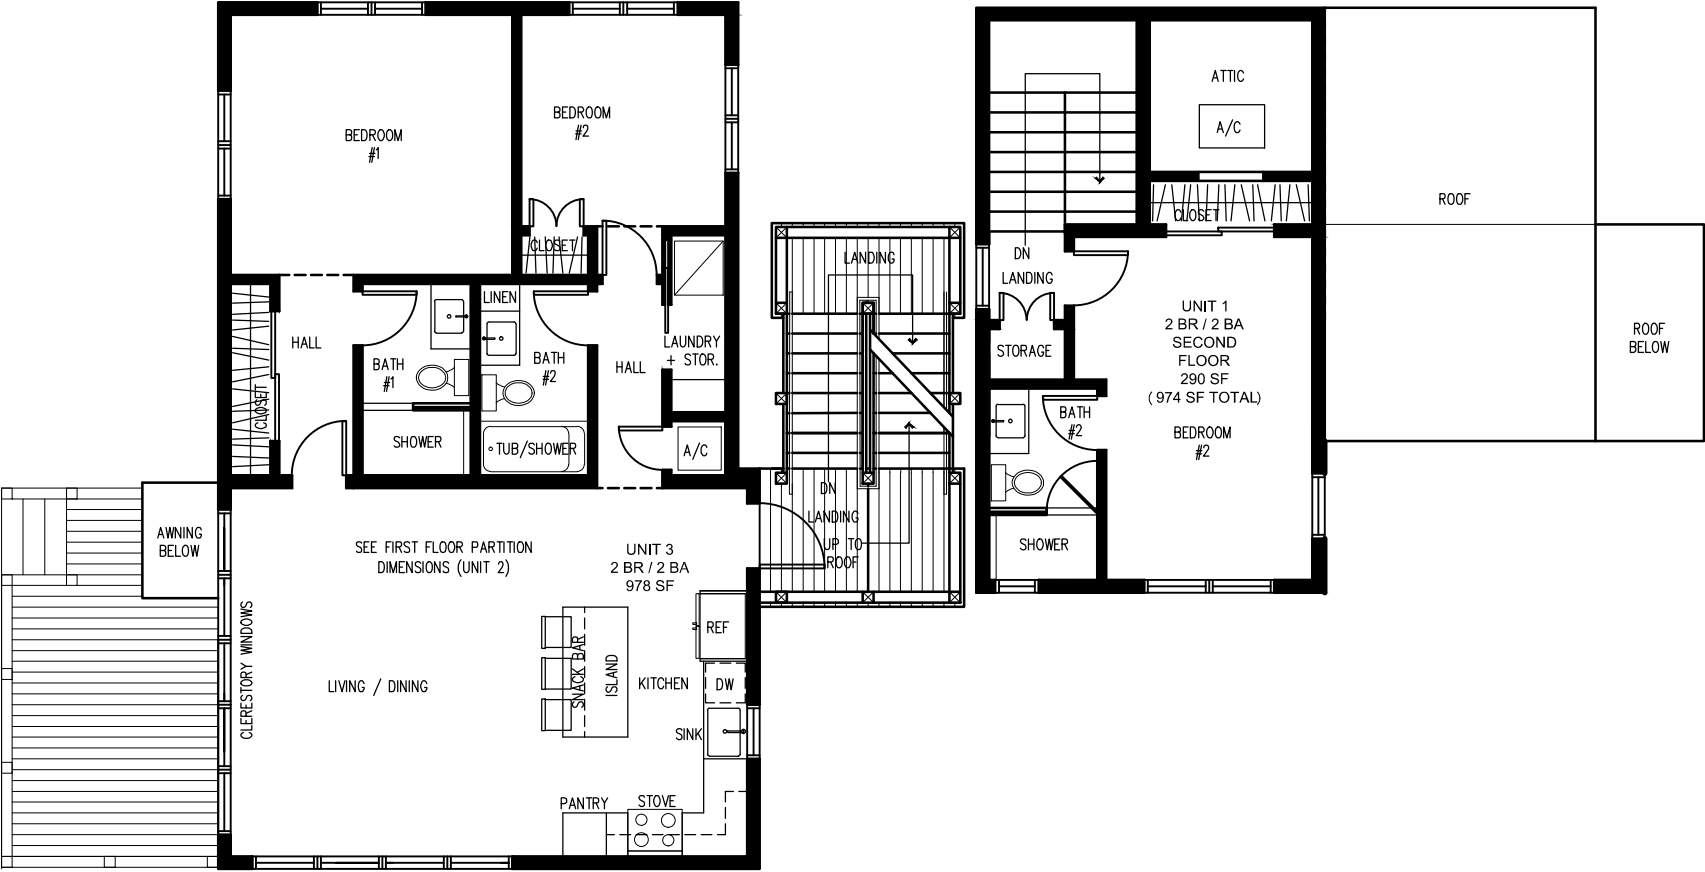 BEDROOM
#1
BEDROOM
#2
CLOSET
HALL
CLOSET
BATH
#1
SHOWER
LINEN
BATH
#2
TUB/SHOWER
HALL
LAUNDRY
+ STOR.
A/C
AWNING
BELOW
CLERESTORY WINDOWS
SEE FIRST FLOOR PARTITION
DIMENSIONS (UNIT 2)
UNIT 3
2 BR / 2 BA
978 SF
LIVING / DINING
SNACK BAR
ISLAND
KITCHEN
REF
DW
SINK
PANTRY
STOVE
LANDING
DN
LANDING
UP TO
ROOF
ATTIC
A/C
CLOSET
DN
LANDING
STORAGE
UNIT 1
2 BR / 2 BA
SECOND
FLOOR
290 SF
( 974 SF TOTAL)
BATH
#2
BEDROOM
#2
SHOWER
ROOF
ROOF
BELOW